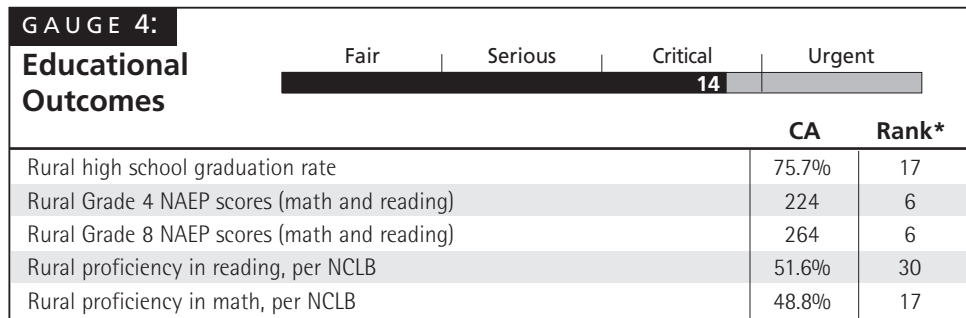 GAUGE 4:
Educational
Outcomes
Fair Serious Critical Urgent
14
CA Rank*
Rural high school graduation rate 75.7% 17
Rural Grade 4 NAEP scores (math and reading) 224 6
Rural Grade 8 NAEP scores (math and reading) 264 6
Rural proficiency in reading, per NCLB 51.6% 30
Rural proficiency in math, per NCLB 48.8% 17